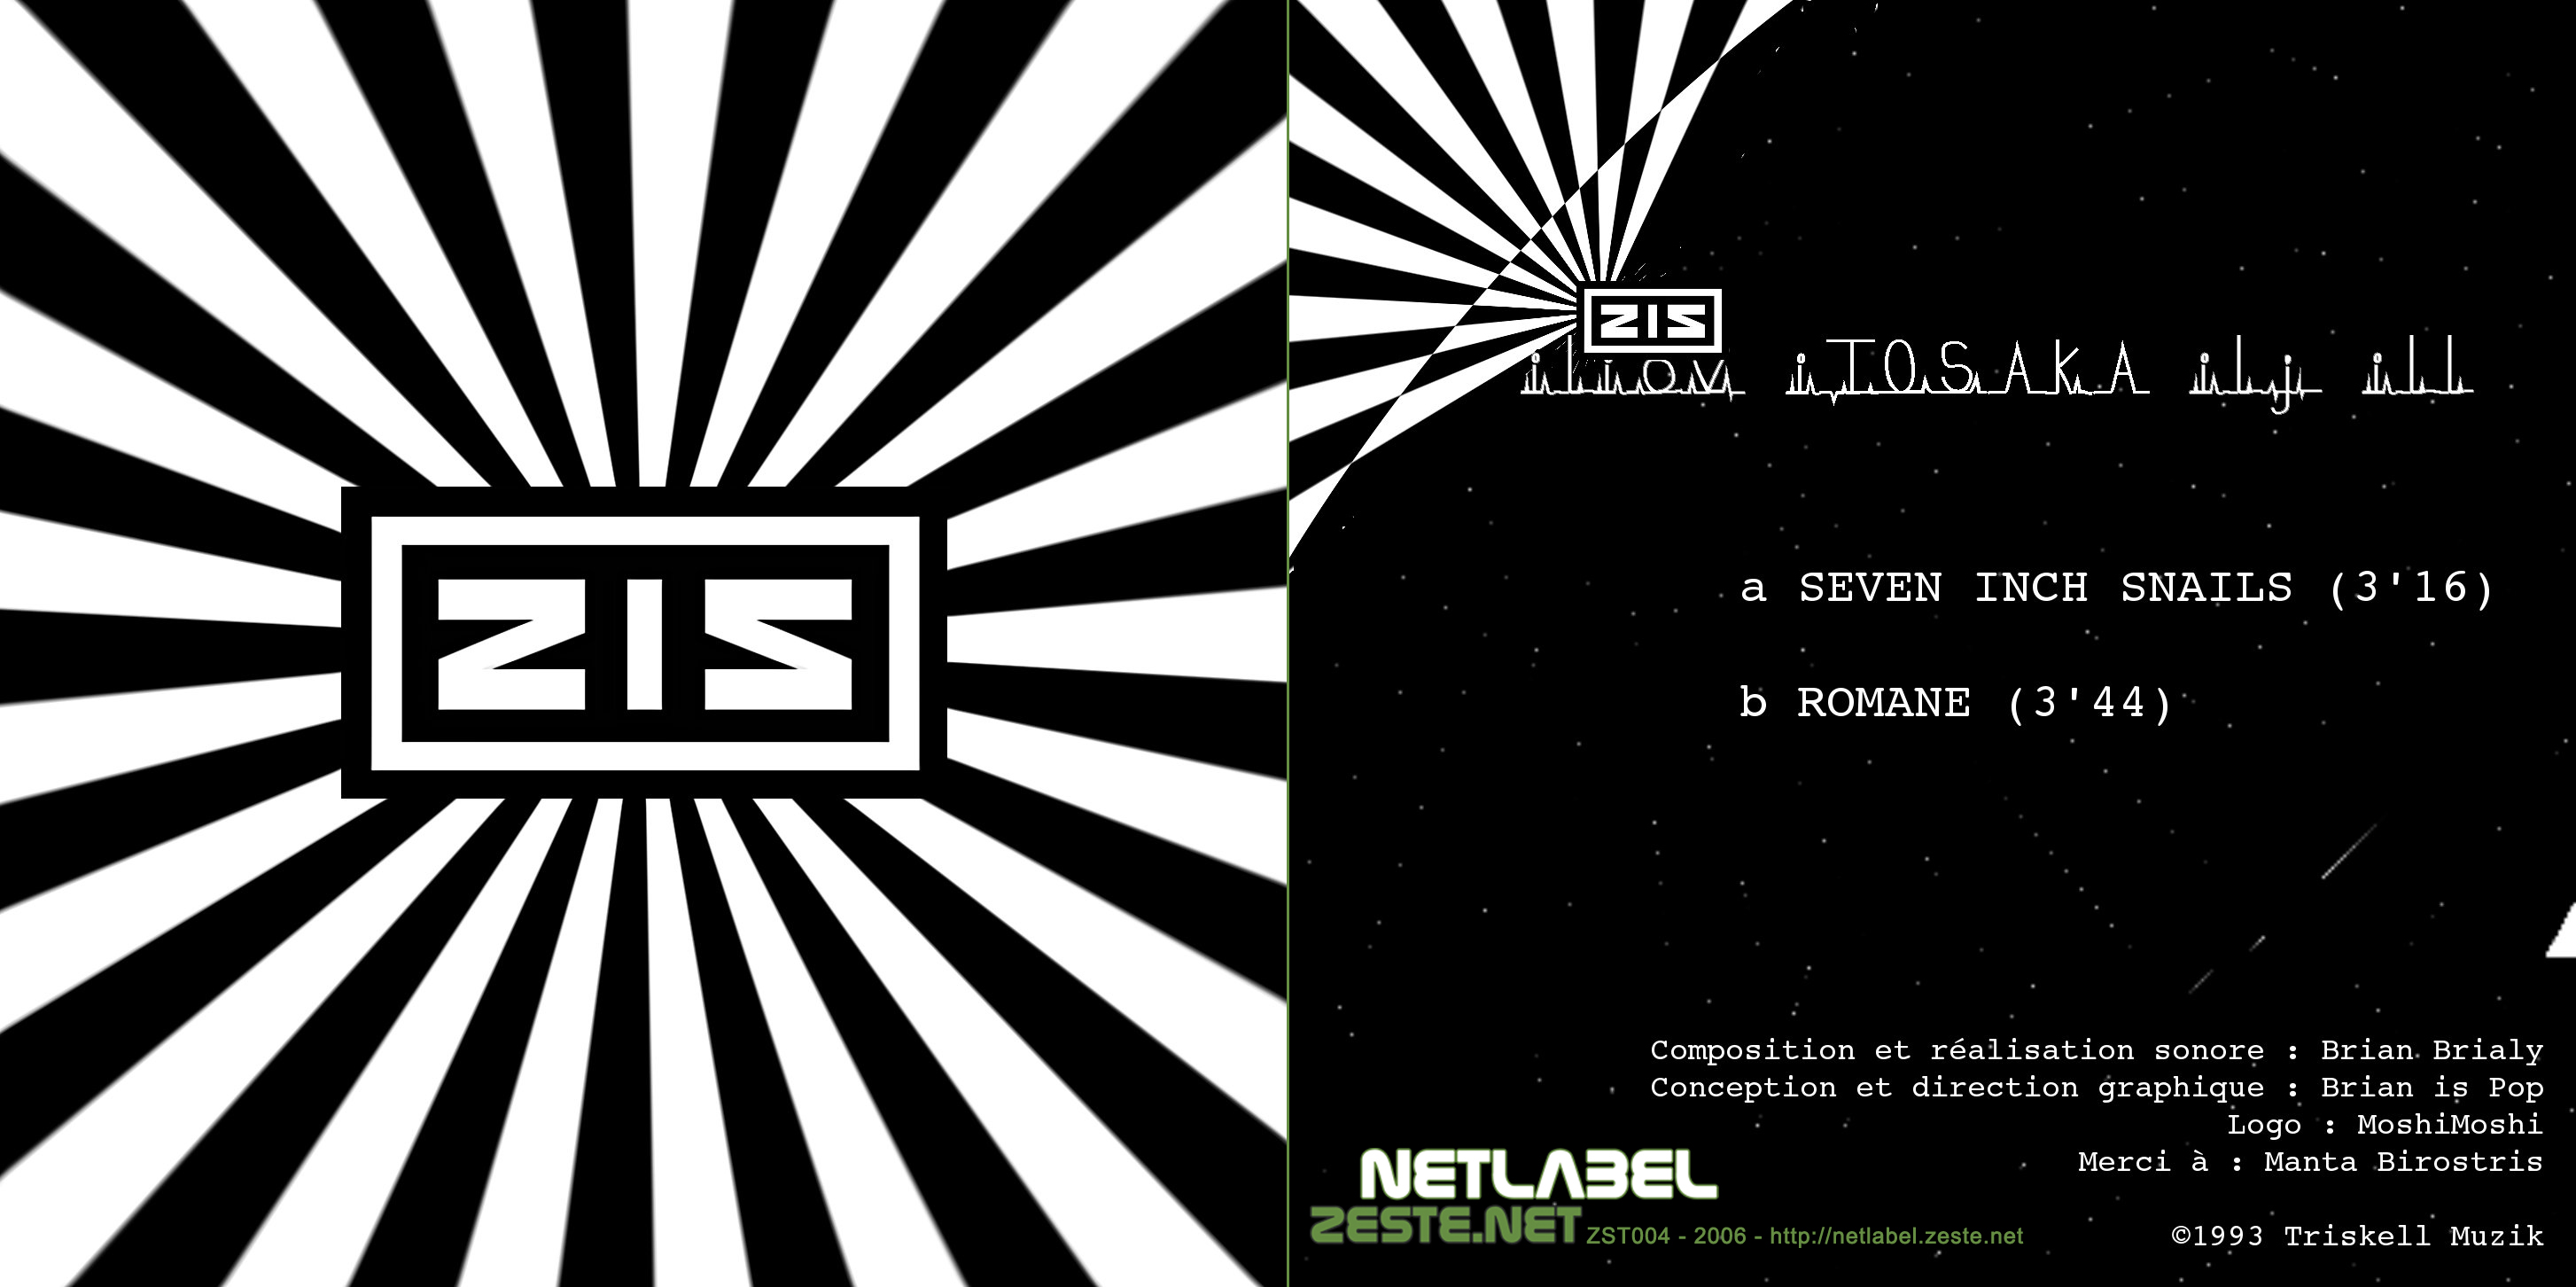 ZIS
ZIS
iTOSAKA
a SEVEN INCH SNAILS (3'16)
b ROMANE (3'44)
Composition et réalisation sonore : Brian Brialy
Conception et direction graphique : Brian is Pop
Logo : MoshiMoshi
Merci à : Manta Birostris
NETLABEL
ZESTE.NET ZST004 - 2006 - http://netlabel.zeste.net
©1993 Triskell Muzik